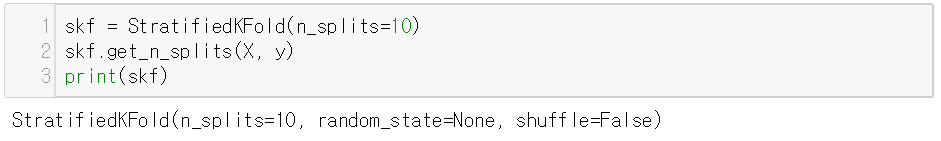 1 skf = StratifiedKFold(n_splits=10)
2 skf.get_n_splits(X, y)
3 print(skf)
StratifiedKFold(n_splits=10, random_state=None, shuffle=False)